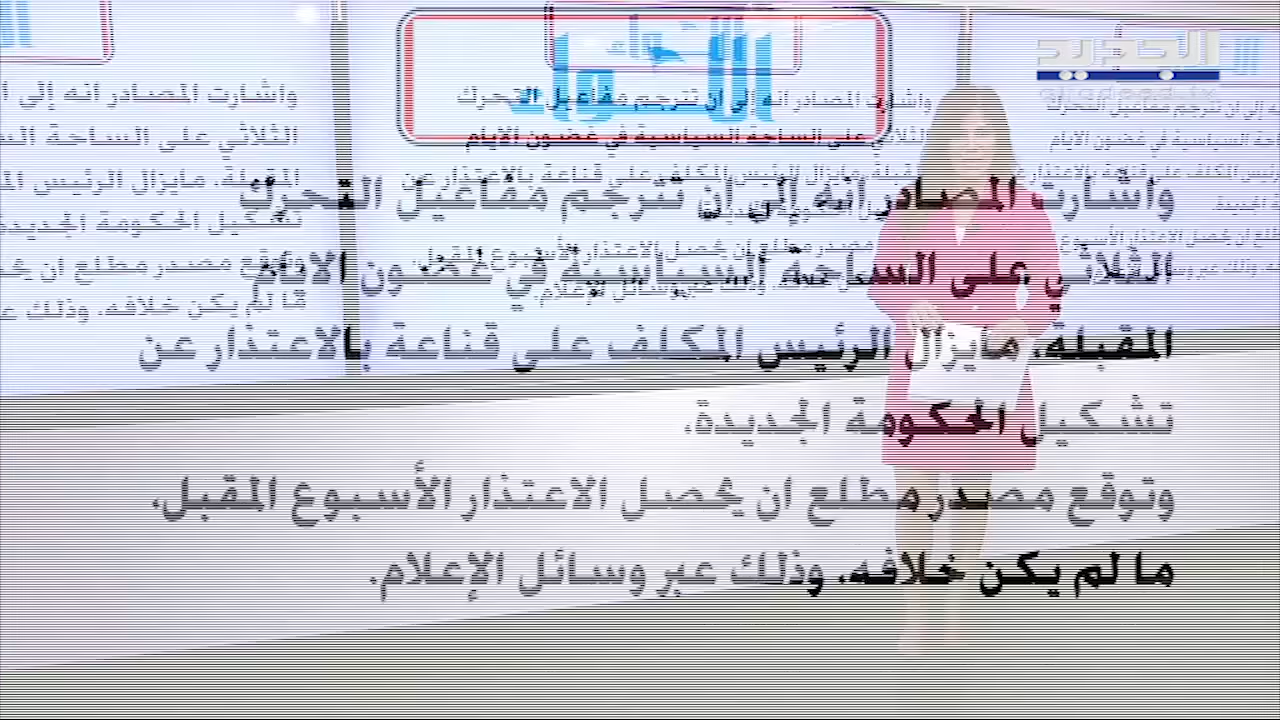 اللواء
الجديد
واشارت المصادر انه إلى ان تترجم مفاعيل التحرك
الثلاثي على الساحة السياسية في غضون الايام
المقبلة، مايزال الرئيس المكلف على قناعة بالاعتذار عن
تشكيل الحكومة الجديدة،
وتوقع مصدر مطلع ان يحصل الاعتذار الأسبوع المقبل،
ما لم يكن خلافه، وذلك عبر وسائل الإعلام.